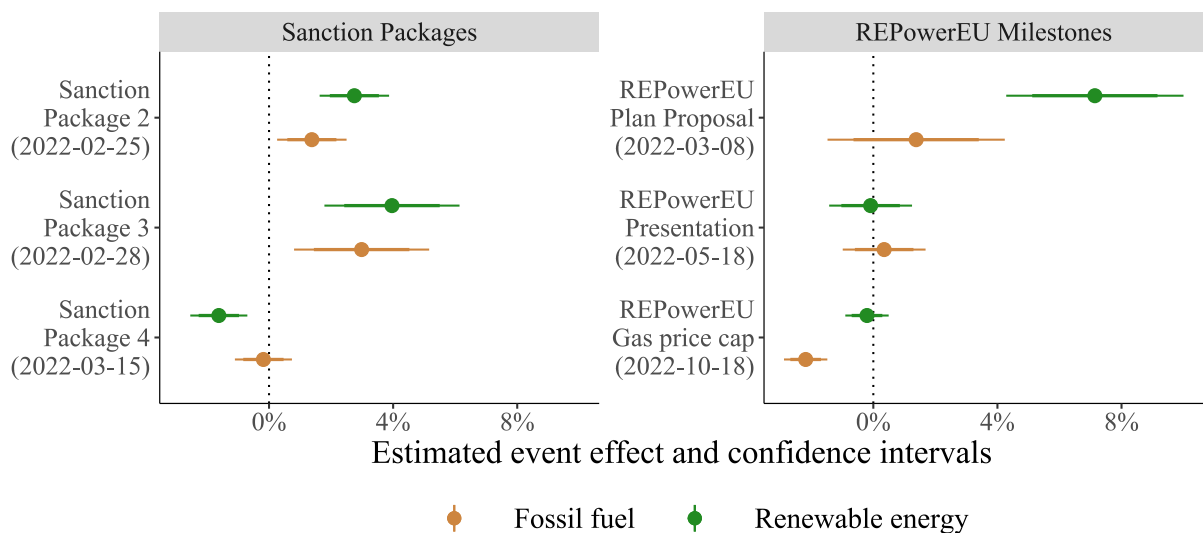 Sanction Packages
Sanction
Package 2
(2022-02-25)
Sanction
Package 3
(2022-02-28)
Sanction
Package 4
(2022-03-15)
0%
4%
8%
REPowerEU Milestones
REPowerEU
Plan Proposal
(2022-03-08)
REPowerEU
Presentation
(2022-05-18)
REPowerEU
Gas price cap
(2022-10-18)
0%
4%
8%
Estimated event effect and confidence intervals
Fossil fuel
Renewable energy